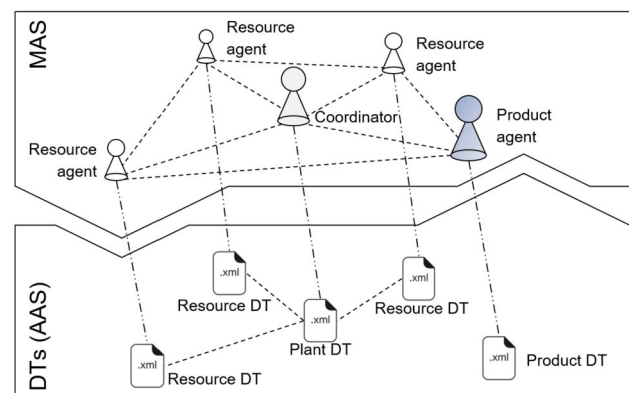 MAS
Resource
agent
Resource
agent
Coordinator
Product
agent
Resource
agent
DTs (AAS)
.xml
Resource DT
.xml
Resource DT
.xml
Plant DT
.xml
Product DT
.xml
Resource DT